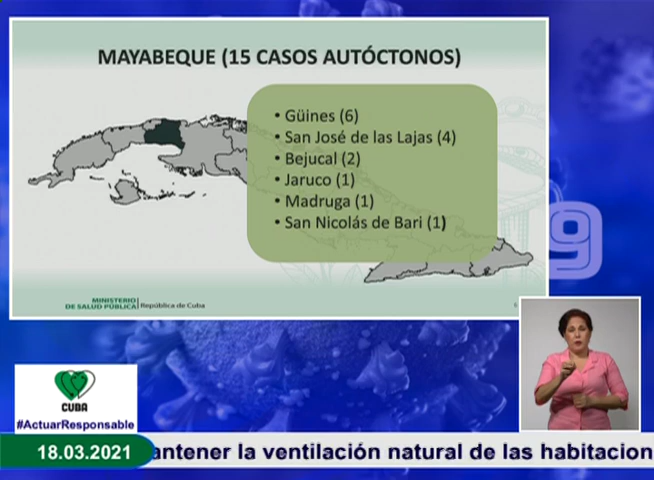 MAYABEQUE (15 CASOS AUTÓCTONOS)
• Güines (6)
• San José de las Lajas (4)
• Bejucal (2)
• Jaruco (1)
• Madruga (1)
• San Nicolás de Bari (1)
9
MINISTERIO
DE SALUD PÚBLICA República de Cuba
CUBA
#ActuarResponsable
18.03.2021 antener la ventilación natural de las habitacion